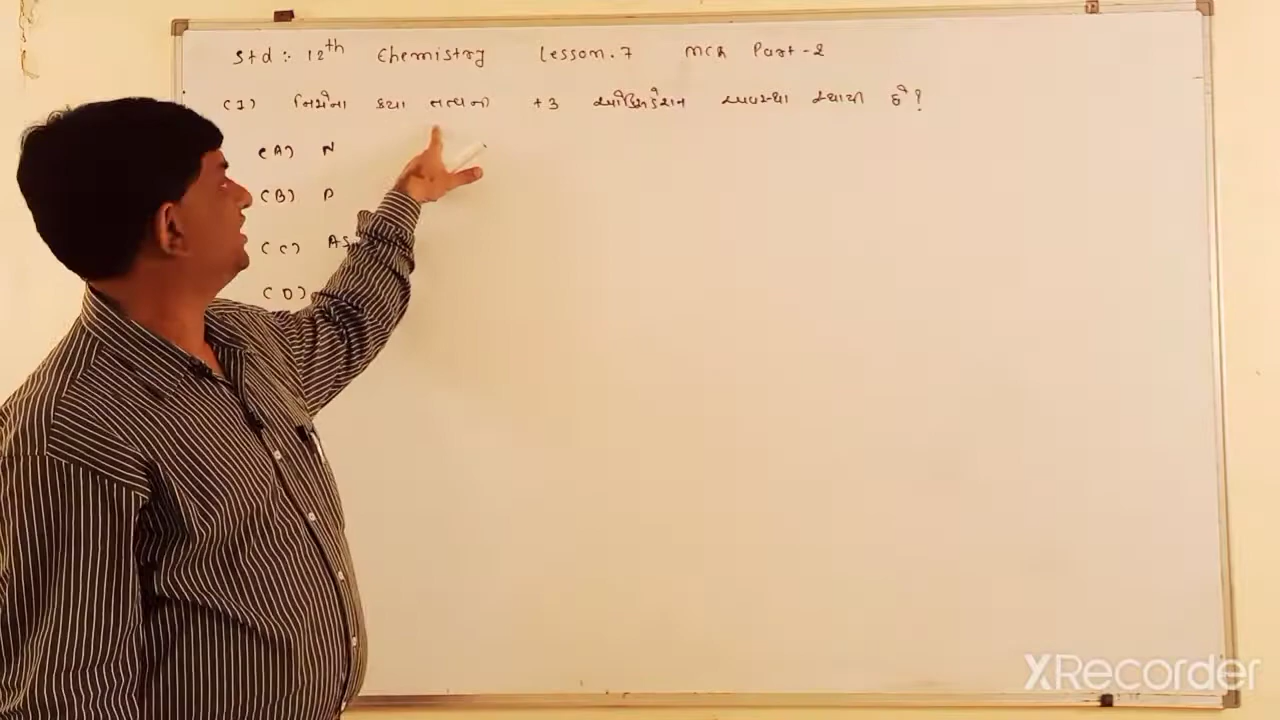 Std :- 12th Chemistry Lesson.7 MCQ Part-2
(1) નિમ્નેના કયા તત્વની +3 ઓક્સિડેશન અવસ્થા સ્થાયી છે?
(A) N
(B) P
(C) AS
(D)
XRecorder